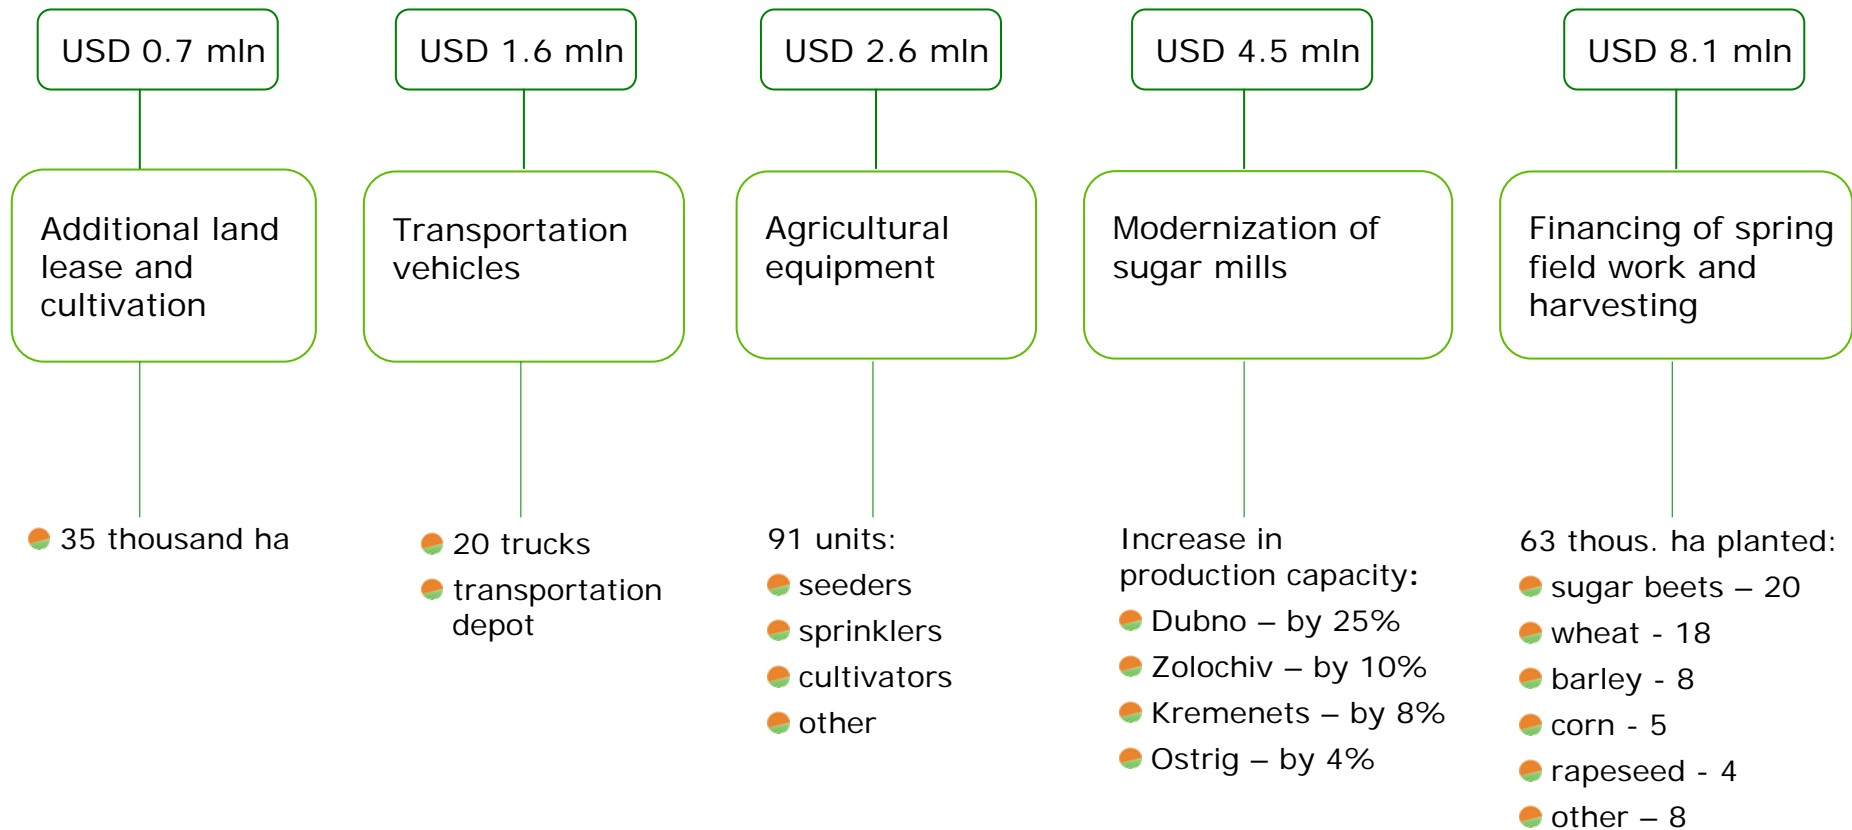 USD 0.7 mln
USD 1.6 mln
USD 2.6 mln
USD 4.5 mln
USD 8.1 mln
Additional land
lease and
cultivation
Transportation
vehicles
Agricultural
equipment
Modernization of
sugar mills
Financing of spring
field work and
harvesting
35 thousand ha
20 trucks
transportation
depot
91 units:
seeders
sprinklers
cultivators
other
Increase in
production capacity:
Dubno – by 25%
Zolochiv – by 10%
Kremenets – by 8%
Ostrig – by 4%
63 thous. ha planted:
sugar beets – 20
wheat - 18
barley - 8
corn - 5
rapeseed - 4
other – 8